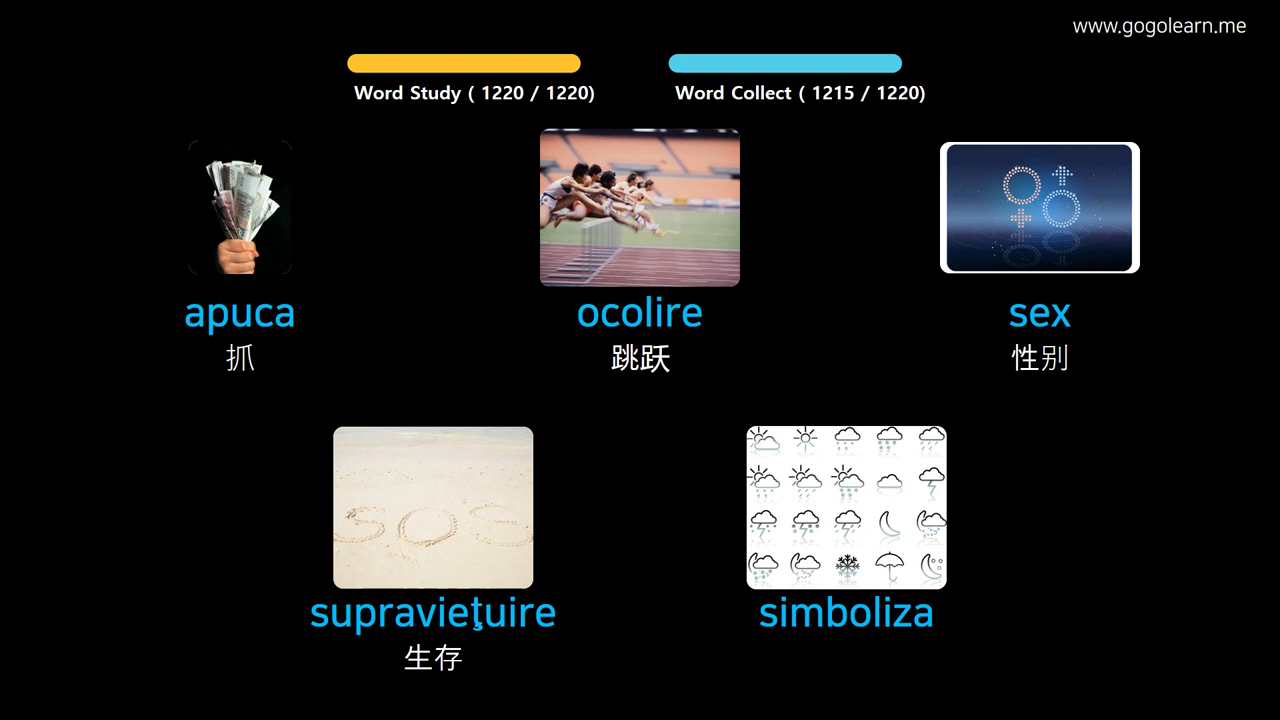 www.gogolearn.me
Word Study ( 1220 / 1220)
Word Collect ( 1215 / 1220)
apuca
抓
ocolire
跳跃
sex
性别
SOS
supravieţuire
生存
simboliza